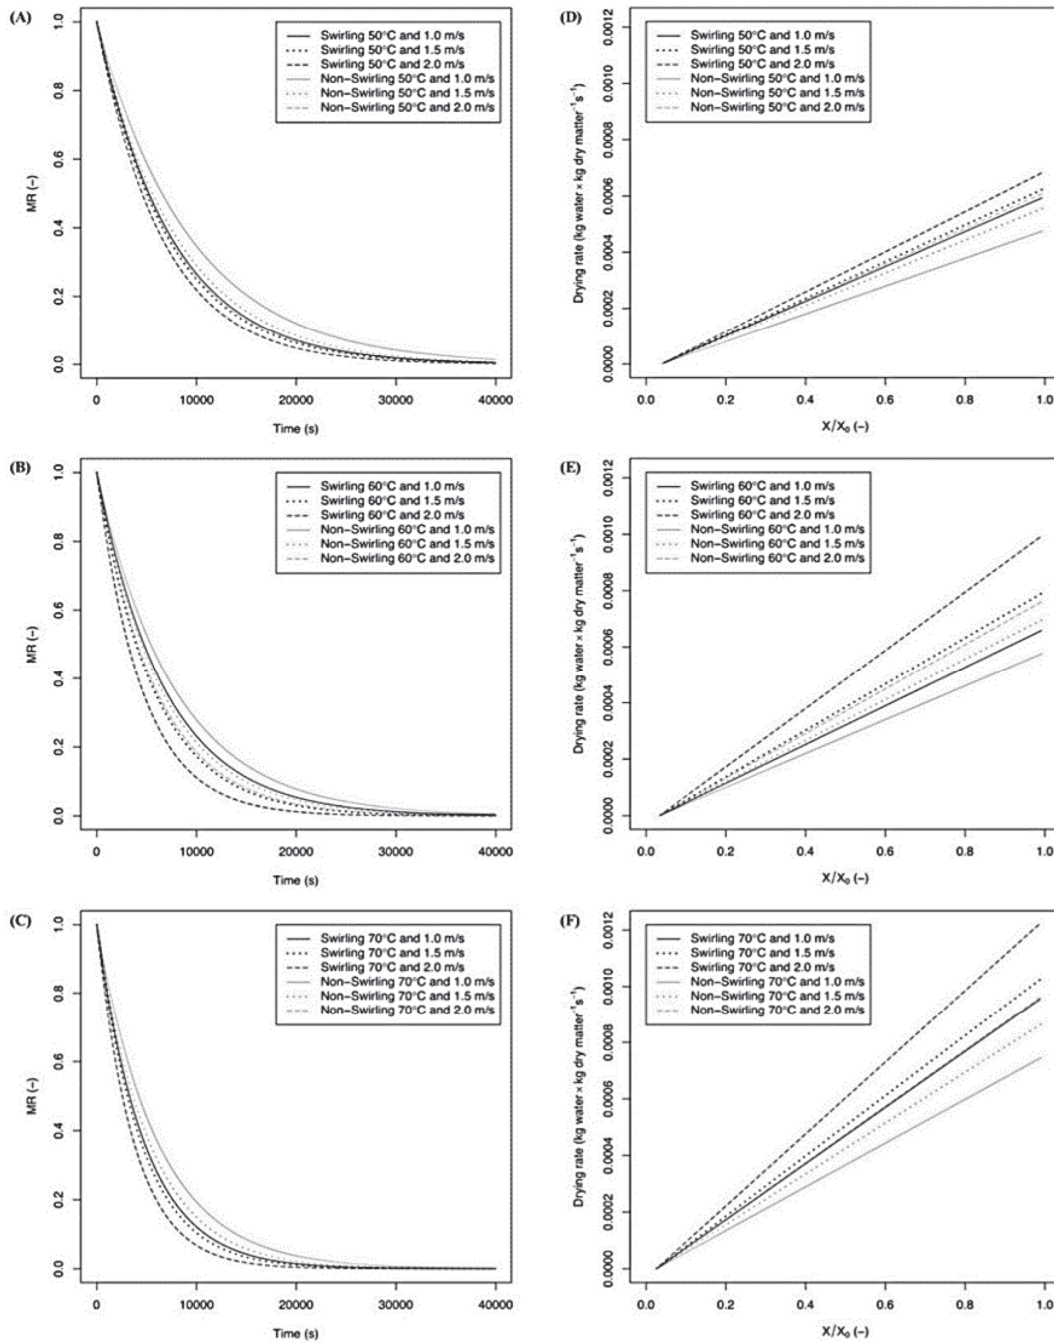 (A)
MR (–)
1.0
0.8
0.6
0.4
0.2
0.0
Swirling 50°C and 1.0 m/s
Swirling 50°C and 1.5 m/s
Swirling 50°C and 2.0 m/s
Non-Swirling 50°C and 1.0 m/s
Non-Swirling 50°C and 1.5 m/s
Non-Swirling 50°C and 2.0 m/s
0 10000 20000 30000 40000
Time (s)
(D)
Drying rate (kg water × kg dry matter⁻¹ s⁻¹)
0.0012
0.0010
0.0008
0.0006
0.0004
0.0002
0.0000
Swirling 50°C and 1.0 m/s
Swirling 50°C and 1.5 m/s
Swirling 50°C and 2.0 m/s
Non-Swirling 50°C and 1.0 m/s
Non-Swirling 50°C and 1.5 m/s
Non-Swirling 50°C and 2.0 m/s
0.0 0.2 0.4 0.6 0.8 1.0
X/X₀ (–)
(B)
MR (–)
1.0
0.8
0.6
0.4
0.2
0.0
Swirling 60°C and 1.0 m/s
Swirling 60°C and 1.5 m/s
Swirling 60°C and 2.0 m/s
Non-Swirling 60°C and 1.0 m/s
Non-Swirling 60°C and 1.5 m/s
Non-Swirling 60°C and 2.0 m/s
0 10000 20000 30000 40000
Time (s)
(E)
Drying rate (kg water × kg dry matter⁻¹ s⁻¹)
0.0012
0.0010
0.0008
0.0006
0.0004
0.0002
0.0000
Swirling 60°C and 1.0 m/s
Swirling 60°C and 1.5 m/s
Swirling 60°C and 2.0 m/s
Non-Swirling 60°C and 1.0 m/s
Non-Swirling 60°C and 1.5 m/s
Non-Swirling 60°C and 2.0 m/s
0.0 0.2 0.4 0.6 0.8 1.0
X/X₀ (–)
(C)
MR (–)
1.0
0.8
0.6
0.4
0.2
0.0
Swirling 70°C and 1.0 m/s
Swirling 70°C and 1.5 m/s
Swirling 70°C and 2.0 m/s
Non-Swirling 70°C and 1.0 m/s
Non-Swirling 70°C and 1.5 m/s
Non-Swirling 70°C and 2.0 m/s
0 10000 20000 30000 40000
Time (s)
(F)
Drying rate (kg water × kg dry matter⁻¹ s⁻¹)
0.0012
0.0010
0.0008
0.0006
0.0004
0.0002
0.0000
Swirling 70°C and 1.0 m/s
Swirling 70°C and 1.5 m/s
Swirling 70°C and 2.0 m/s
Non-Swirling 70°C and 1.0 m/s
Non-Swirling 70°C and 1.5 m/s
Non-Swirling 70°C and 2.0 m/s
0.0 0.2 0.4 0.6 0.8 1.0
X/X₀ (–)